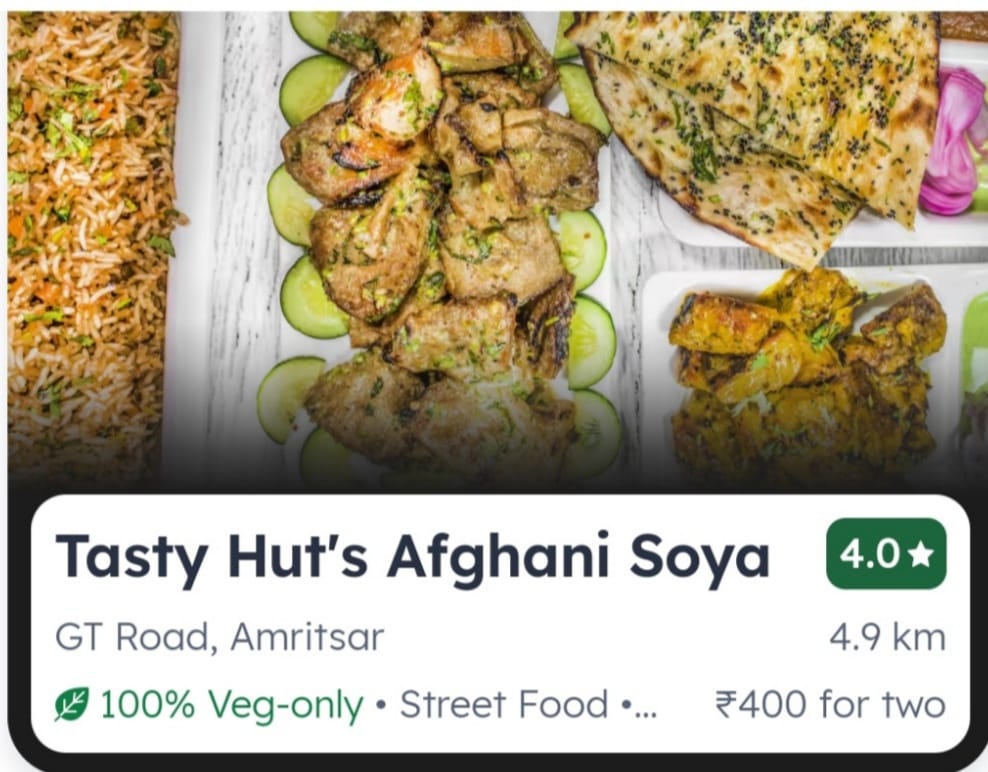 Tasty Hut's Afghani Soya
4.0★
GT Road, Amritsar
4.9 km
100% Veg-only • Street Food •...
₹400 for two